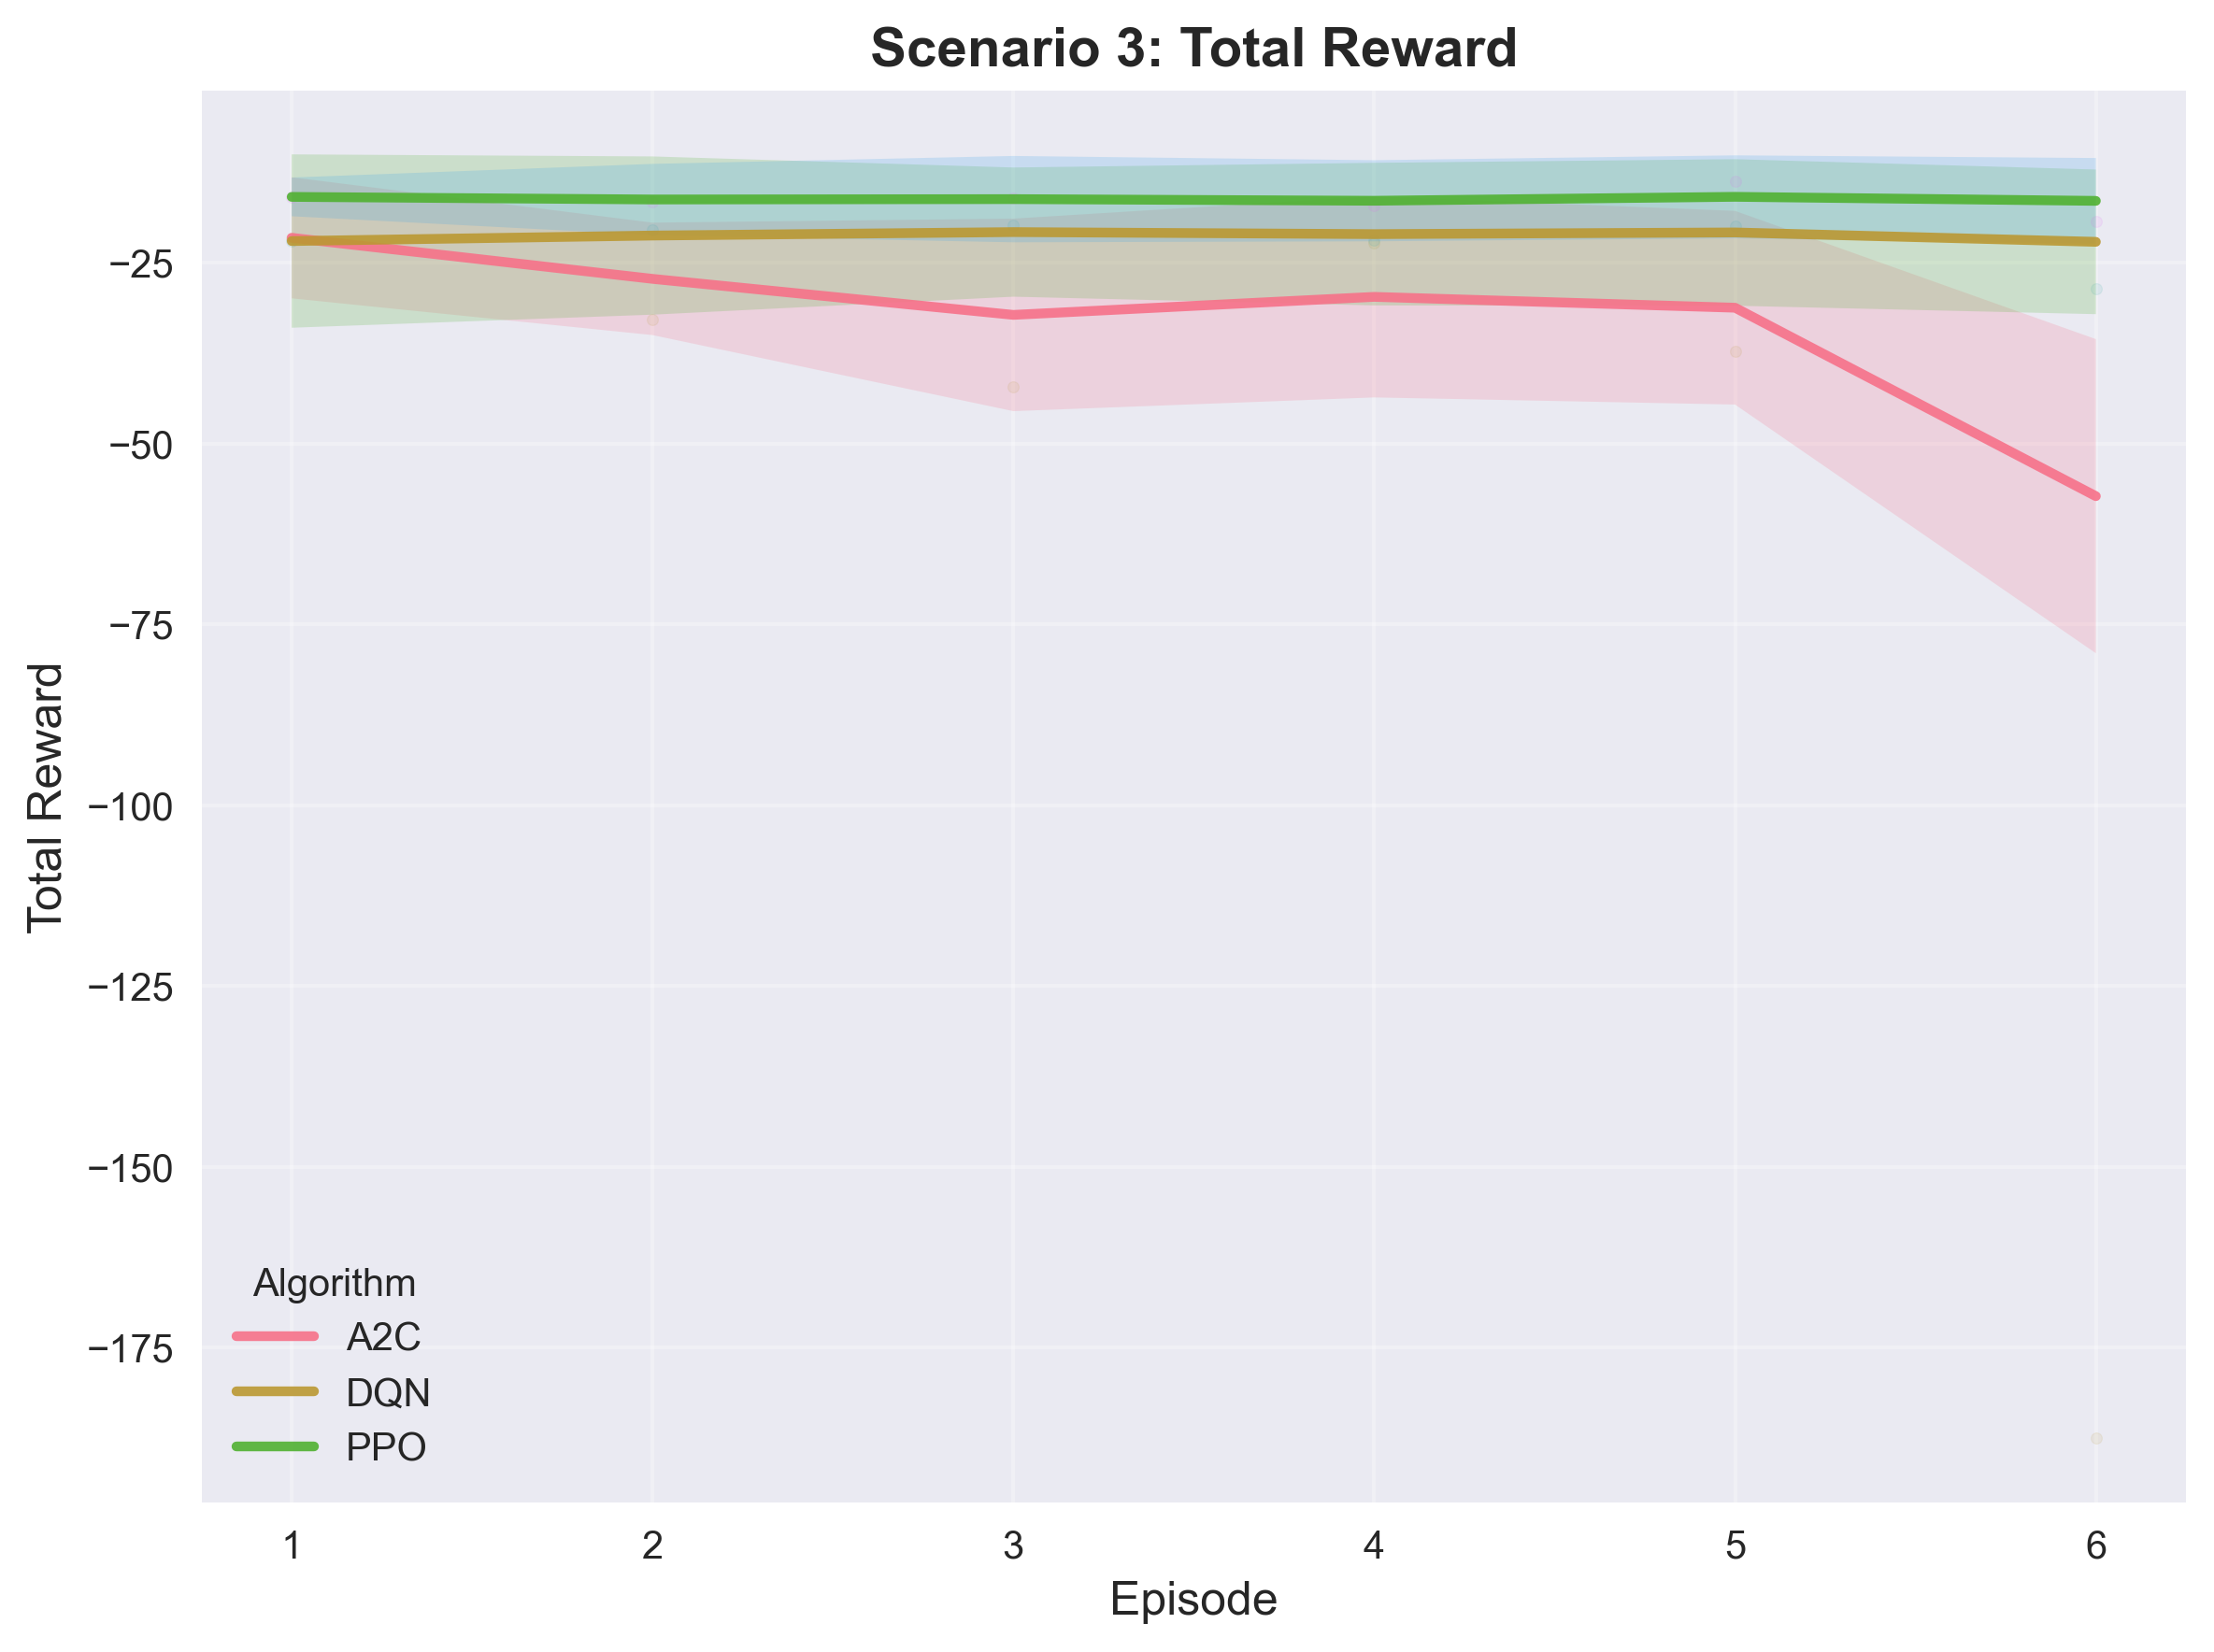 Scenario 3: Total Reward
Total Reward
−25
−50
−75
−100
−125
−150
−175
Algorithm
A2C
DQN
PPO
1 2 3 4 5 6
Episode